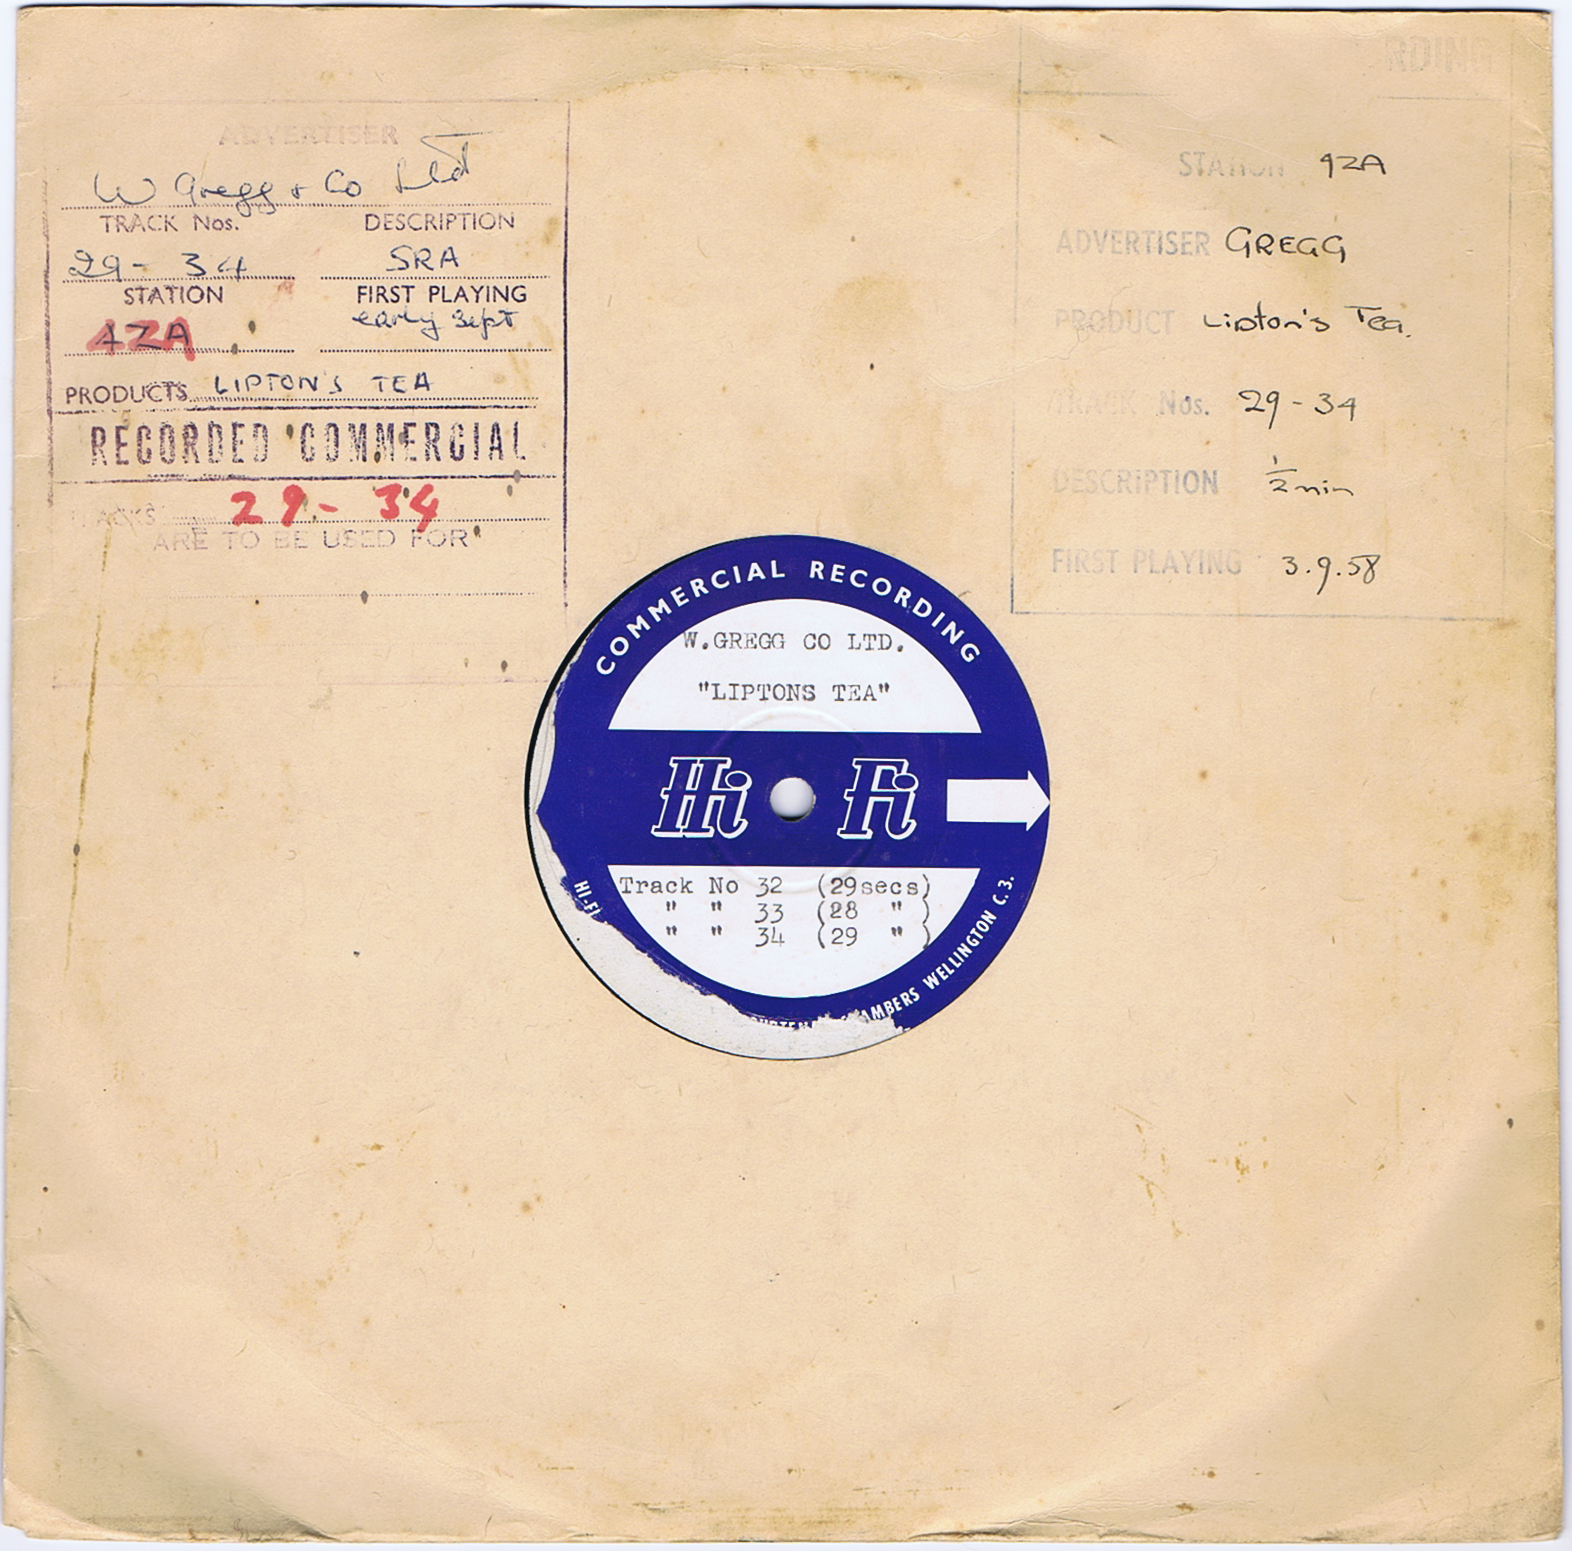 ADVERTISER
W Gregg & Co Ltd
TRACK Nos. DESCRIPTION
29 - 34 SRA
STATION FIRST PLAYING
4ZA early Sept
PRODUCTS LIPTON'S TEA
RECORDED COMMERCIAL
29 - 34
ARE TO BE USED FOR
RDING
STATION 4ZA
ADVERTISER GREGG
PRODUCT Lipton's Tea.
TRACK Nos. 29 - 34
DESCRIPTION 1/2 min
FIRST PLAYING 3.9.58
COMMERCIAL RECORDING
W.GREGG CO LTD.
"LIPTONS TEA"
Hi Fi
Track No 32 (29secs)
" " 33 (28 " )
" " 34 (29 " )
HI-FI
AMBERS WELLINGTON C.3.